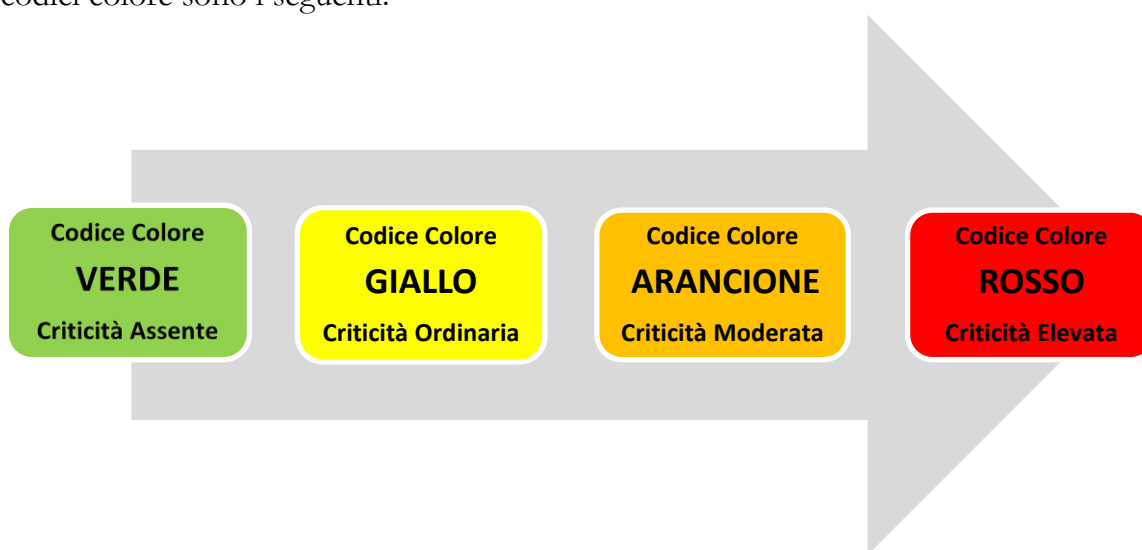 codici colore sono i seguenti:
Codice Colore
VERDE
Criticità Assente
Codice Colore
GIALLO
Criticità Ordinaria
Codice Colore
ARANCIONE
Criticità Moderata
Codice Colore
ROSSO
Criticità Elevata